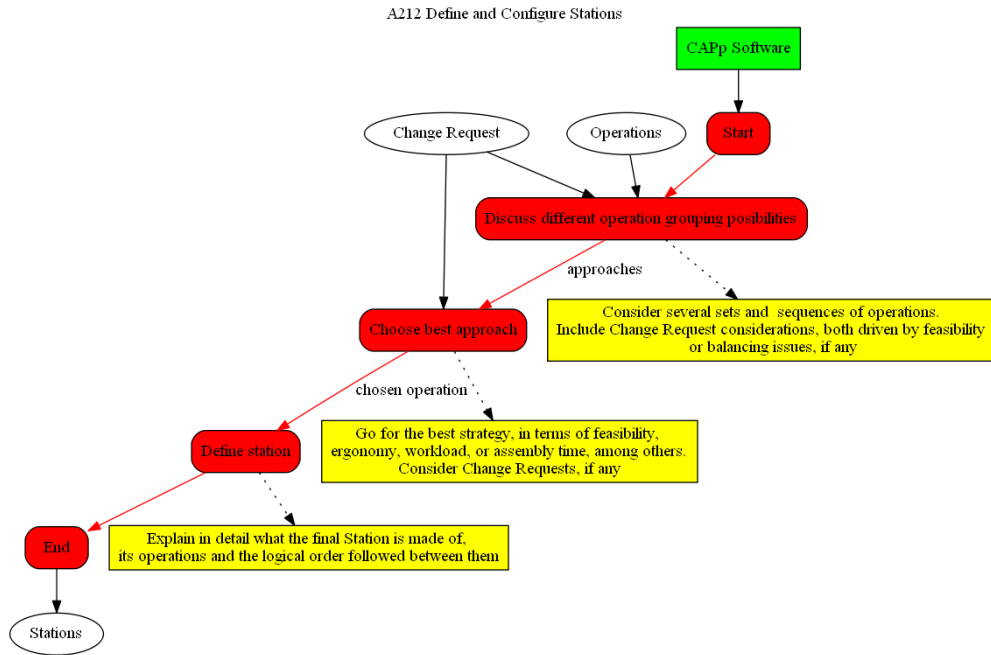 A212 Define and Configure Stations
CAPp Software
Change Request
Operations
Start
Discuss different operation grouping posibilities
approaches
Choose best approach
Consider several sets and  sequences of operations.
Include Change Request considerations, both driven by feasibility
or balancing issues, if any
chosen operation
Define station
Go for the best strategy, in terms of feasibility,
ergonomy, workload, or assembly time, among others.
Consider Change Requests, if any
End
Explain in detail what the final Station is made of,
its operations and the logical order followed between them
Stations